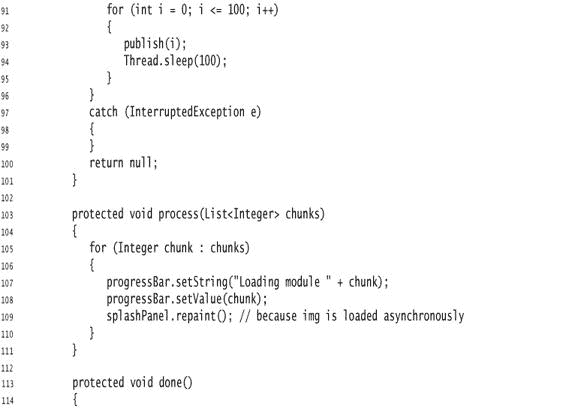 91 for (int i = 0; i <= 100; i++)
92 {
93 publish(i);
94 Thread.sleep(100);
95 }
96 }
97 catch (InterruptedException e)
98 {
99 }
100 return null;
101 }
102
103 protected void process(List<Integer> chunks)
104 {
105 for (Integer chunk : chunks)
106 {
107 progressBar.setString("Loading module " + chunk);
108 progressBar.setValue(chunk);
109 splashPanel.repaint(); // because img is loaded asynchronously
110 }
111 }
112
113 protected void done()
114 {